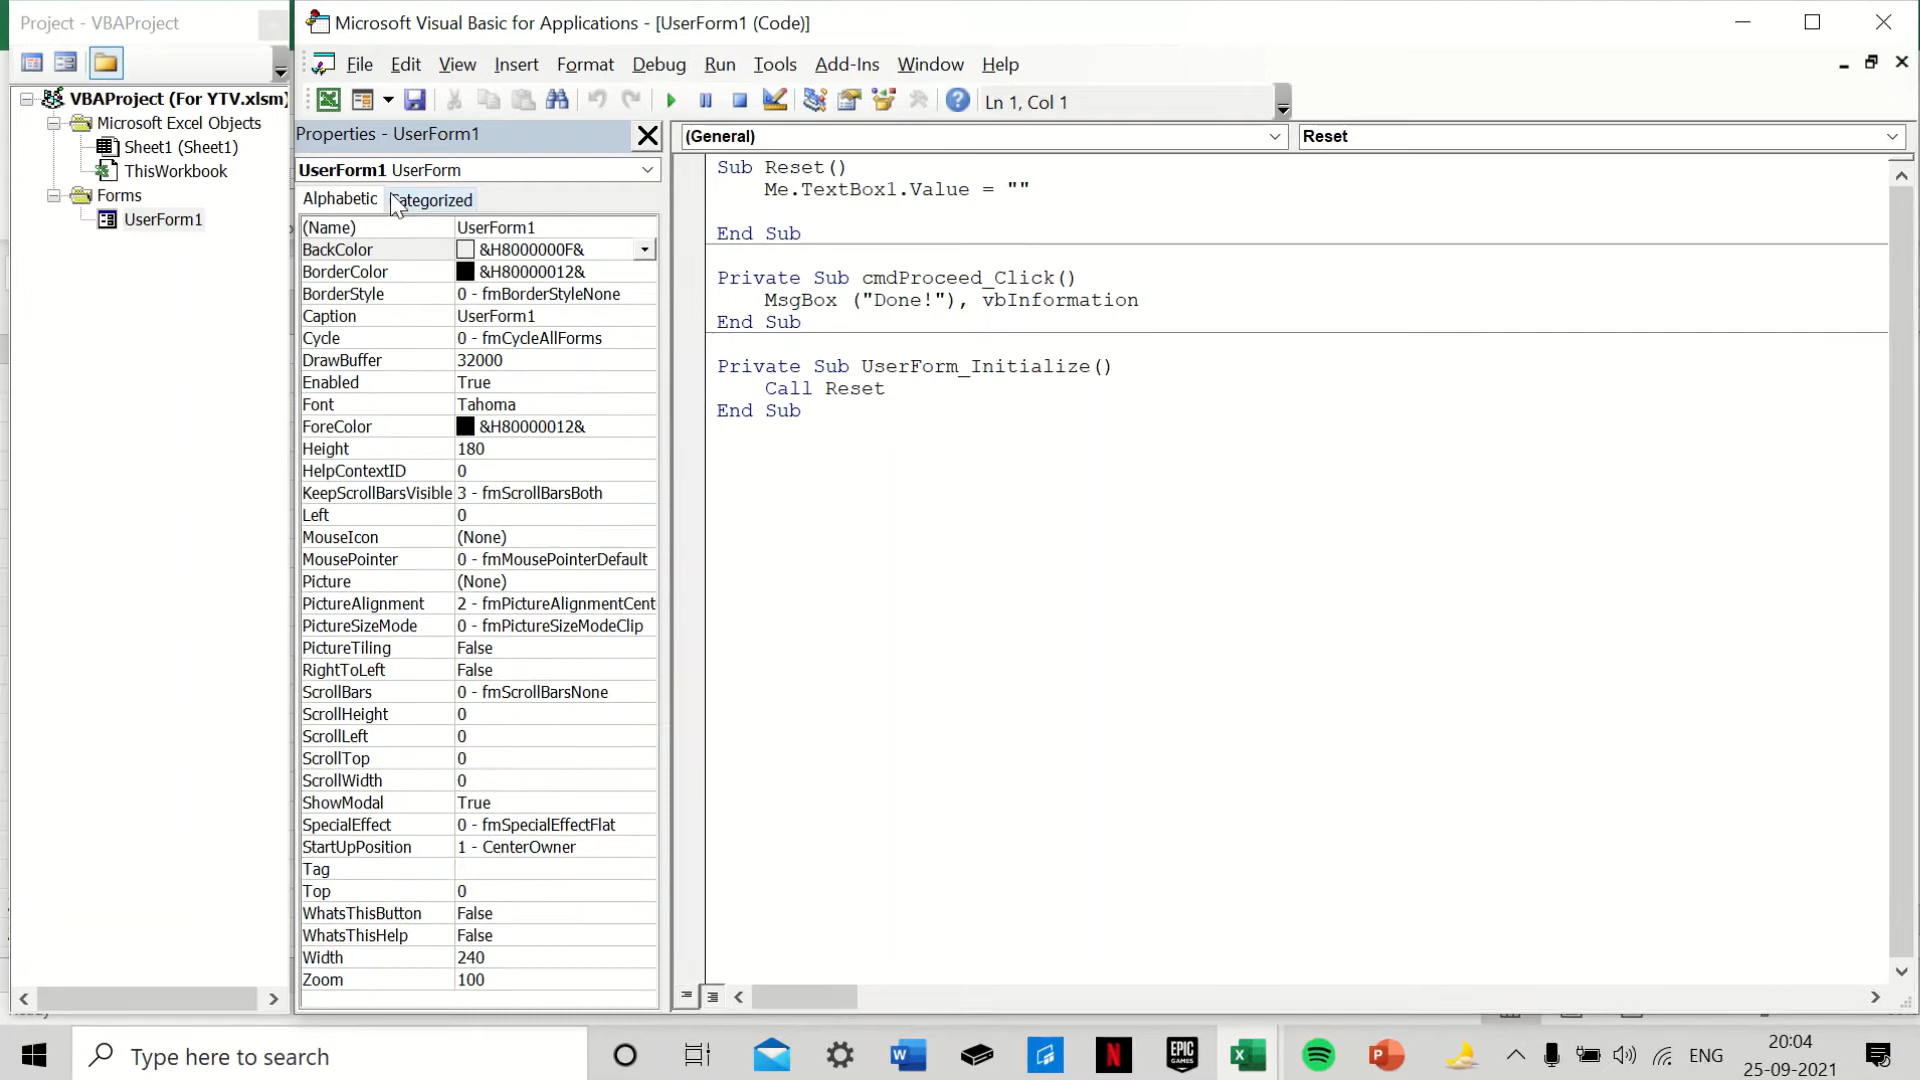 Project - VBAProject
VBAProject (For YTV.xlsm)
Microsoft Excel Objects
Sheet1 (Sheet1)
ThisWorkbook
Forms
UserForm1
Microsoft Visual Basic for Applications - [UserForm1 (Code)]
File Edit View Insert Format Debug Run Tools Add-Ins Window Help
Ln 1, Col 1
Properties - UserForm1
UserForm1 UserForm
Alphabetic Categorized
(Name) UserForm1
BackColor &H8000000F&
BorderColor &H80000012&
BorderStyle 0 - fmBorderStyleNone
Caption UserForm1
Cycle 0 - fmCycleAllForms
DrawBuffer 32000
Enabled True
Font Tahoma
ForeColor &H80000012&
Height 180
HelpContextID 0
KeepScrollBarsVisible 3 - fmScrollBarsBoth
Left 0
MouseIcon (None)
MousePointer 0 - fmMousePointerDefault
Picture (None)
PictureAlignment 2 - fmPictureAlignmentCent
PictureSizeMode 0 - fmPictureSizeModeClip
PictureTiling False
RightToLeft False
ScrollBars 0 - fmScrollBarsNone
ScrollHeight 0
ScrollLeft 0
ScrollTop 0
ScrollWidth 0
ShowModal True
SpecialEffect 0 - fmSpecialEffectFlat
StartUpPosition 1 - CenterOwner
Tag
Top 0
WhatsThisButton False
WhatsThisHelp False
Width 240
Zoom 100
(General) Reset
Sub Reset()
Me.TextBox1.Value = ""
End Sub
Private Sub cmdProceed_Click()
MsgBox ("Done!"), vbInformation
End Sub
Private Sub UserForm_Initialize()
Call Reset
End Sub
Type here to search
W
N
EPIC GAMES
P
ENG
20:04
25-09-2021